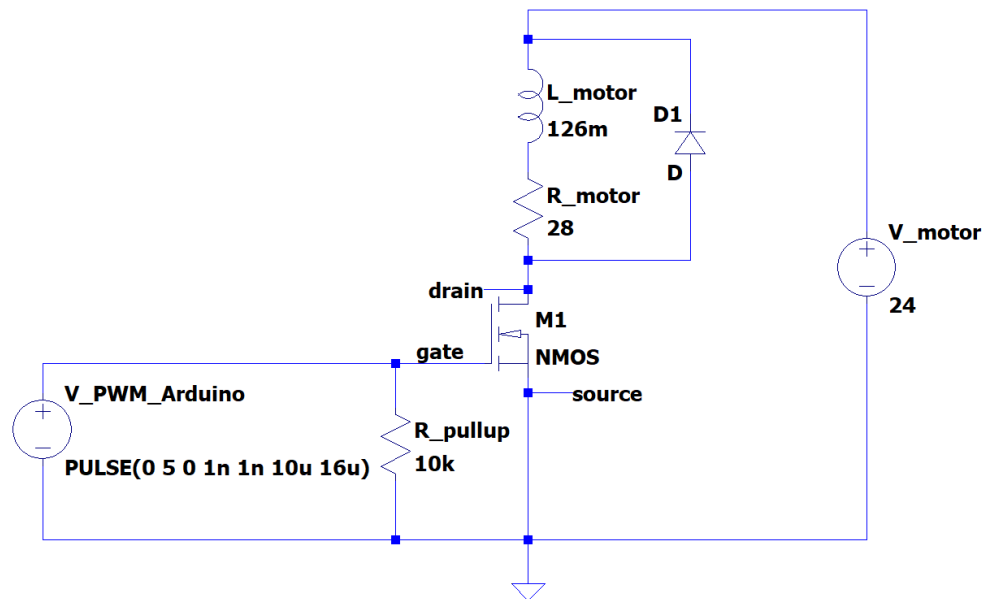 L_motor
126m
D1
D
R_motor
28
V_motor
24
drain
M1
gate
NMOS
source
V_PWM_Arduino
R_pullup
10k
PULSE(0 5 0 1n 1n 10u 16u)